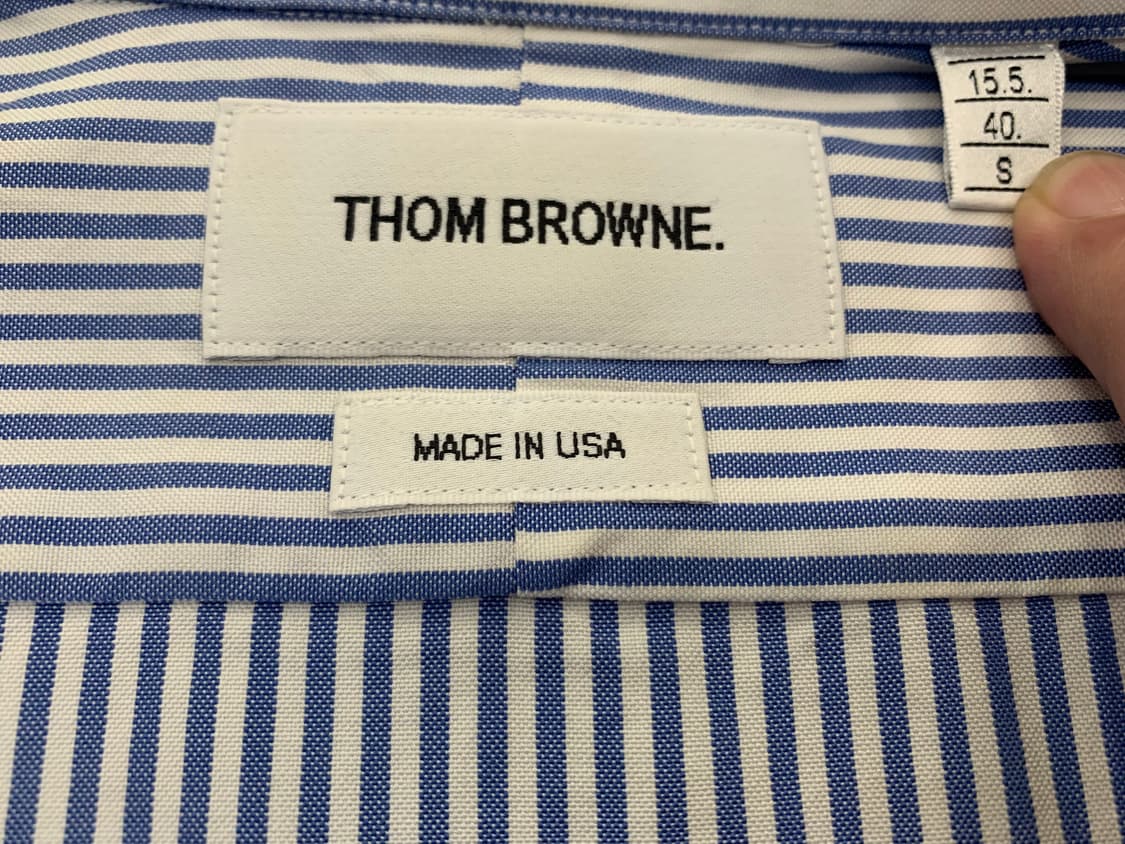 THOM BROWNE.
MADE IN USA
15.5.
40.
S